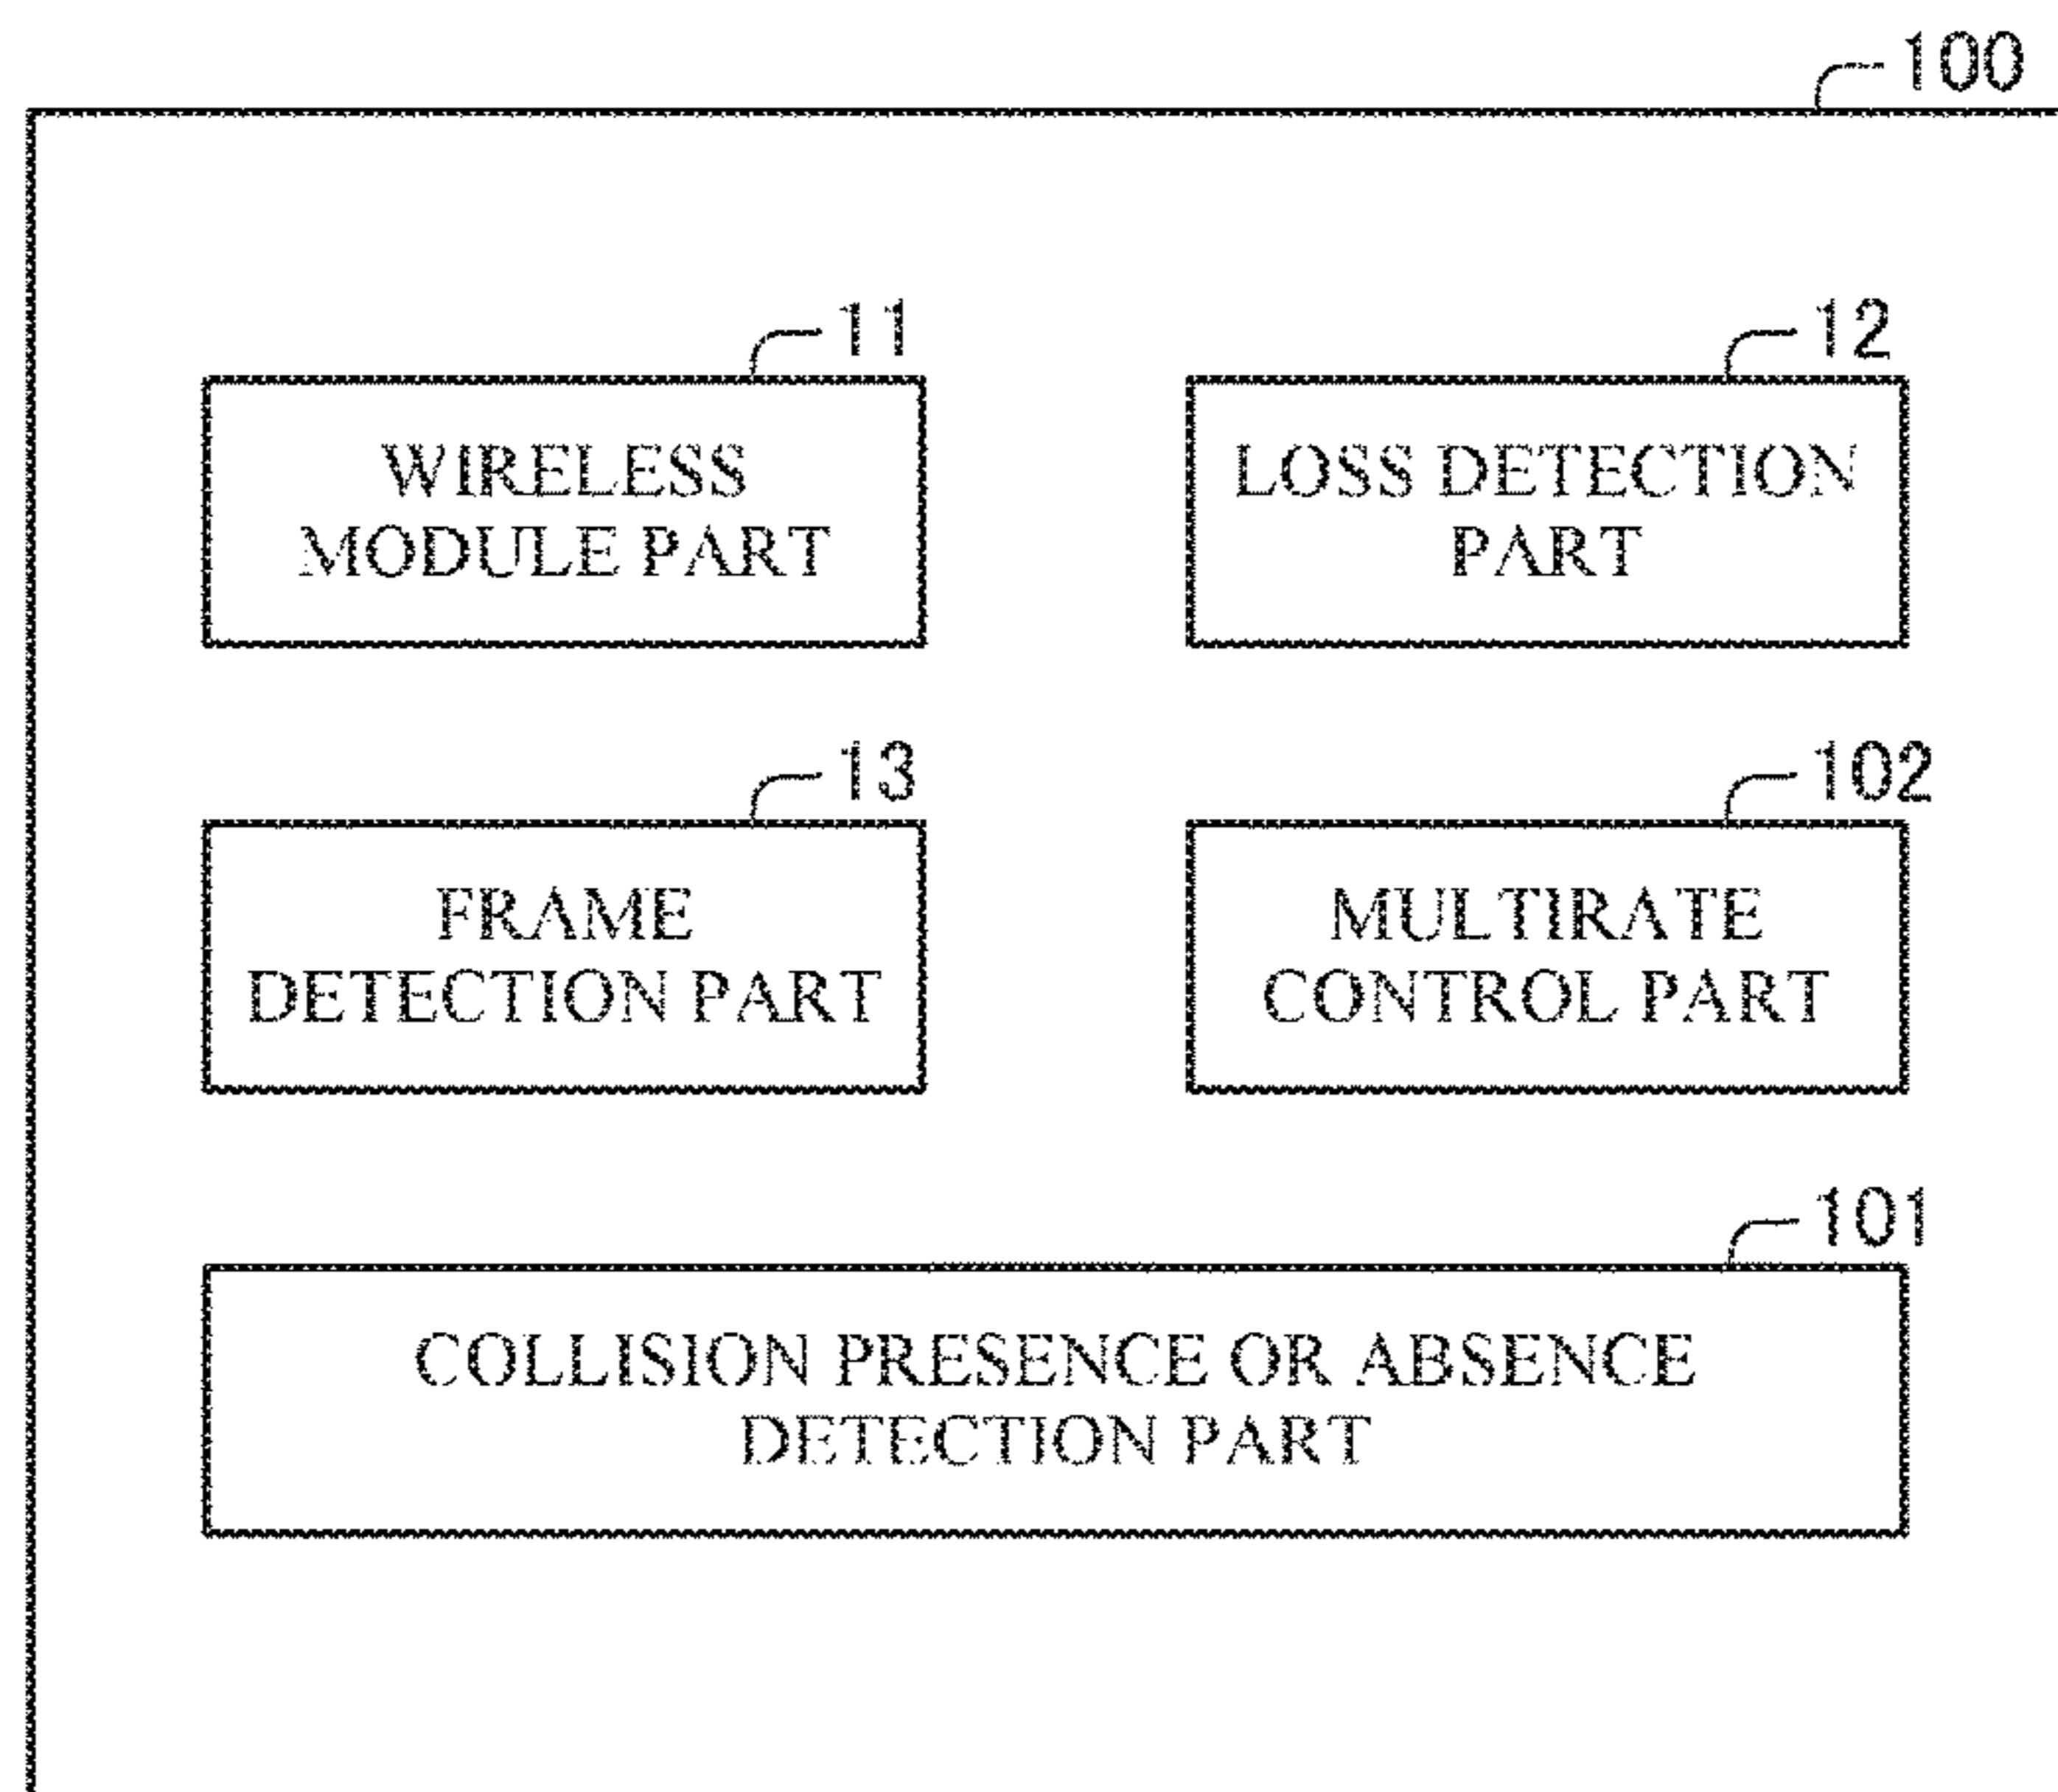 100
11
12
WIRELESS
MODULE PART
LOSS DETECTION
PART
13
102
FRAME
DETECTION PART
MULTIRATE
CONTROL PART
101
COLLISION PRESENCE OR ABSENCE
DETECTION PART